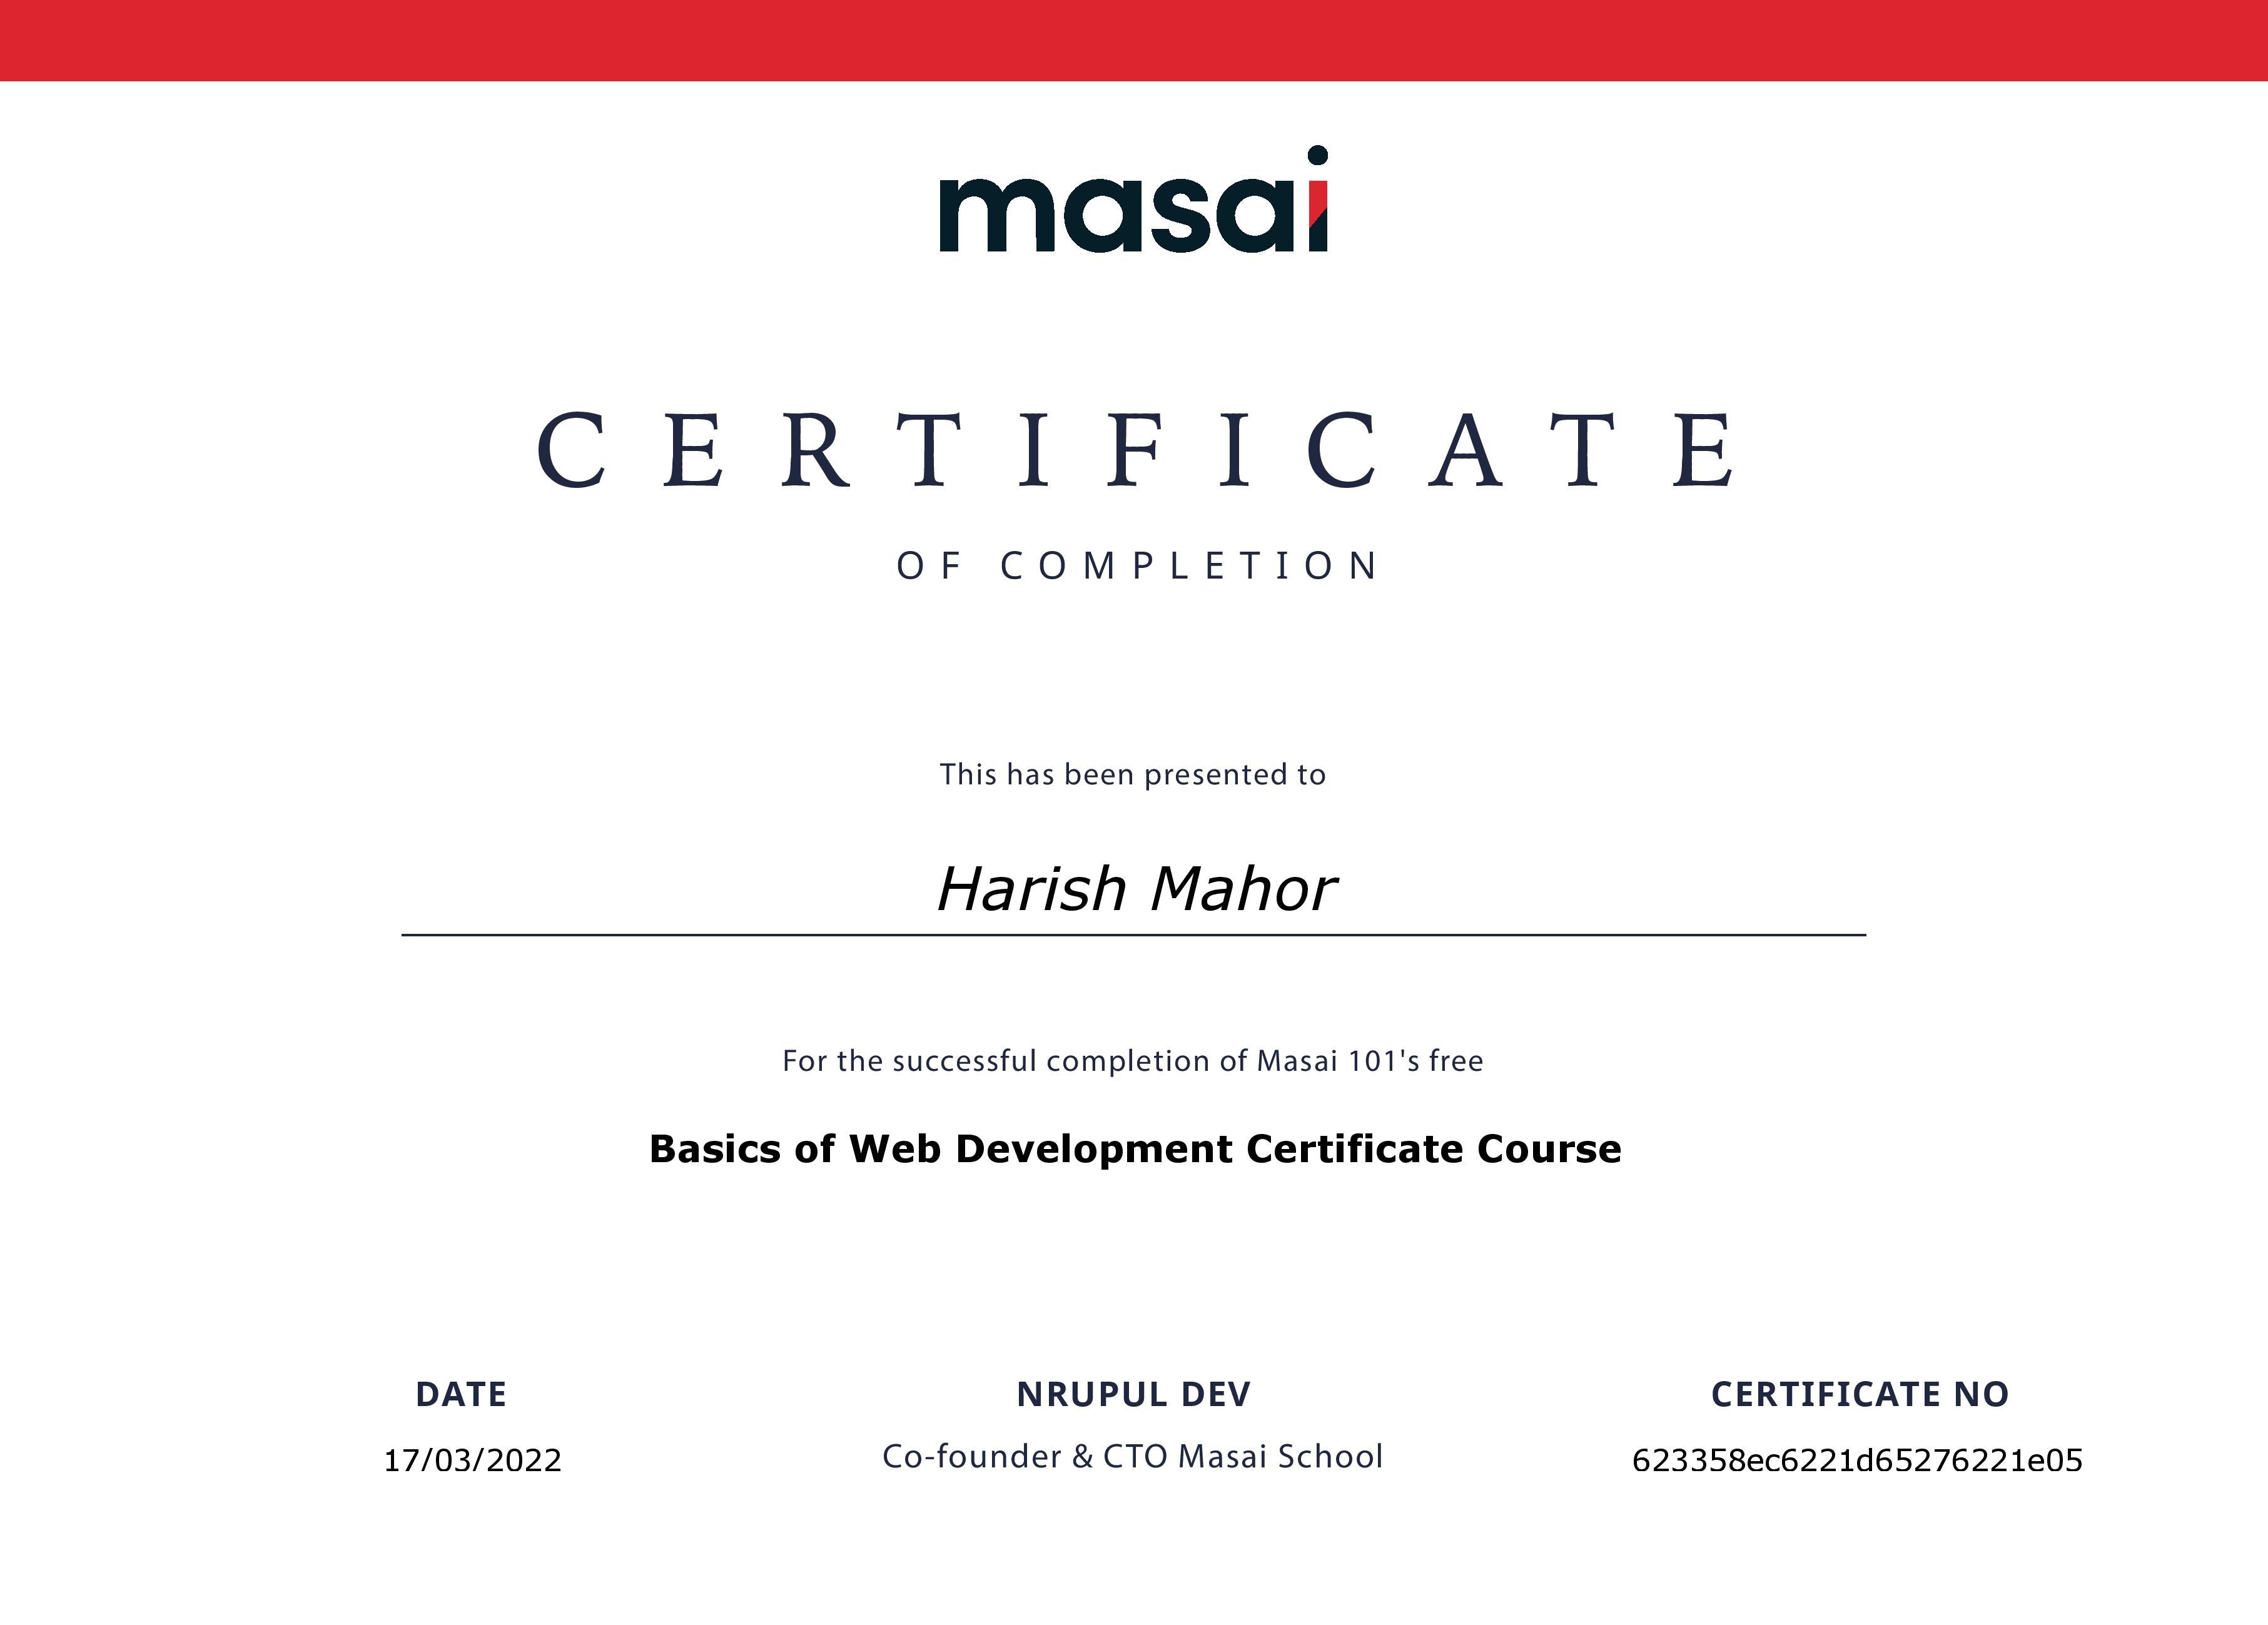 masai
CERTIFICATE
OF COMPLETION
This has been presented to
Harish Mahor
For the successful completion of Masai 101's free
Basics of Web Development Certificate Course
DATE
17/03/2022
NRUPUL DEV
Co-founder & CTO Masai School
CERTIFICATE NO
623358ec6221d65276221e05